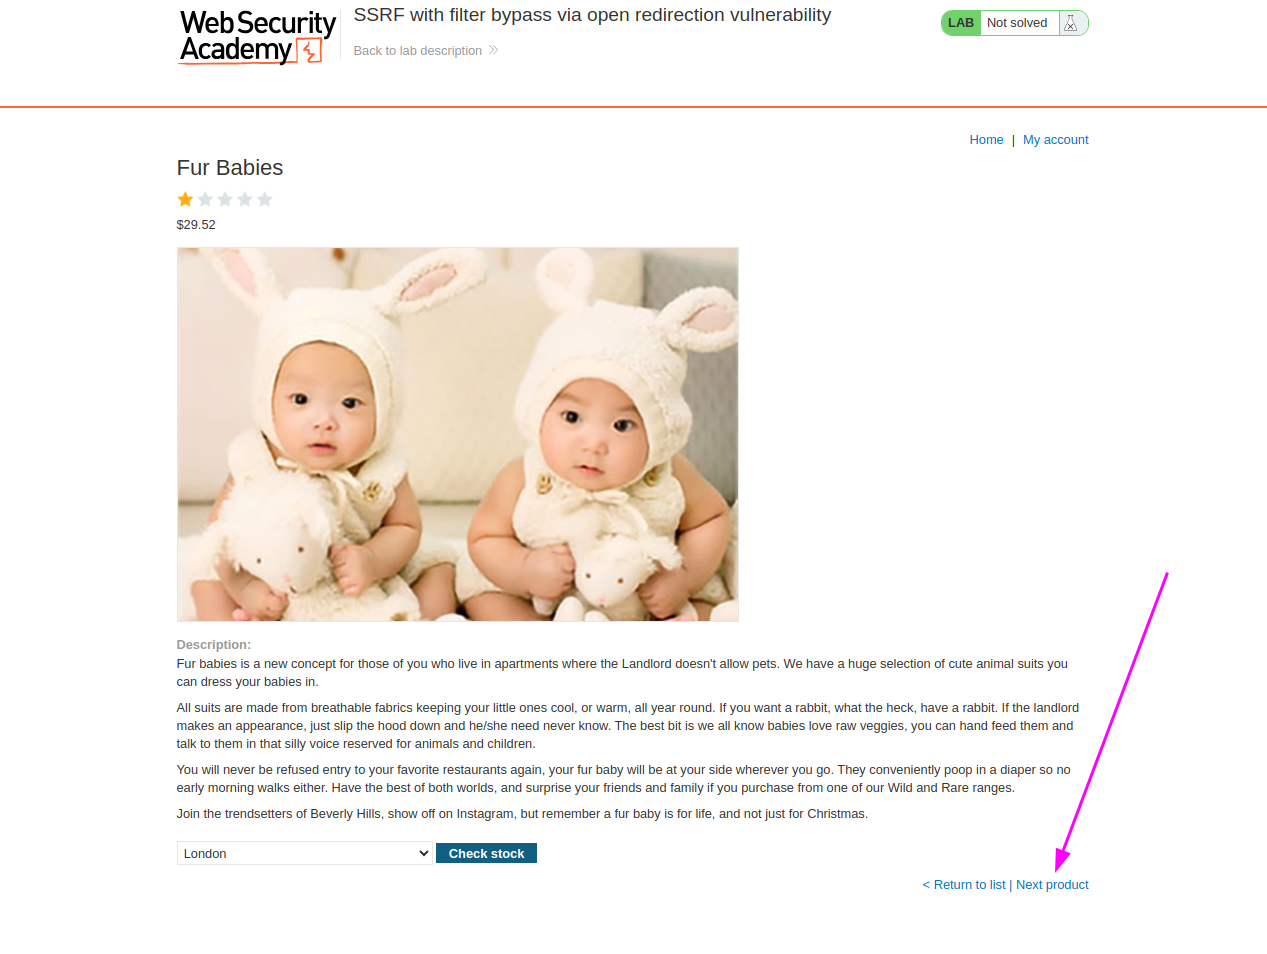 Web Security
Academy
SSRF with filter bypass via open redirection vulnerability
Back to lab description
LAB Not solved
Home | My account
Fur Babies
$29.52
Description:
Fur babies is a new concept for those of you who live in apartments where the Landlord doesn't allow pets. We have a huge selection of cute animal suits you
can dress your babies in.
All suits are made from breathable fabrics keeping your little ones cool, or warm, all year round. If you want a rabbit, what the heck, have a rabbit. If the landlord
makes an appearance, just slip the hood down and he/she need never know. The best bit is we all know babies love raw veggies, you can hand feed them and
talk to them in that silly voice reserved for animals and children.
You will never be refused entry to your favorite restaurants again, your fur baby will be at your side wherever you go. They conveniently poop in a diaper so no
early morning walks either. Have the best of both worlds, and surprise your friends and family if you purchase from one of our Wild and Rare ranges.
Join the trendsetters of Beverly Hills, show off on Instagram, but remember a fur baby is for life, and not just for Christmas.
London Check stock
< Return to list | Next product